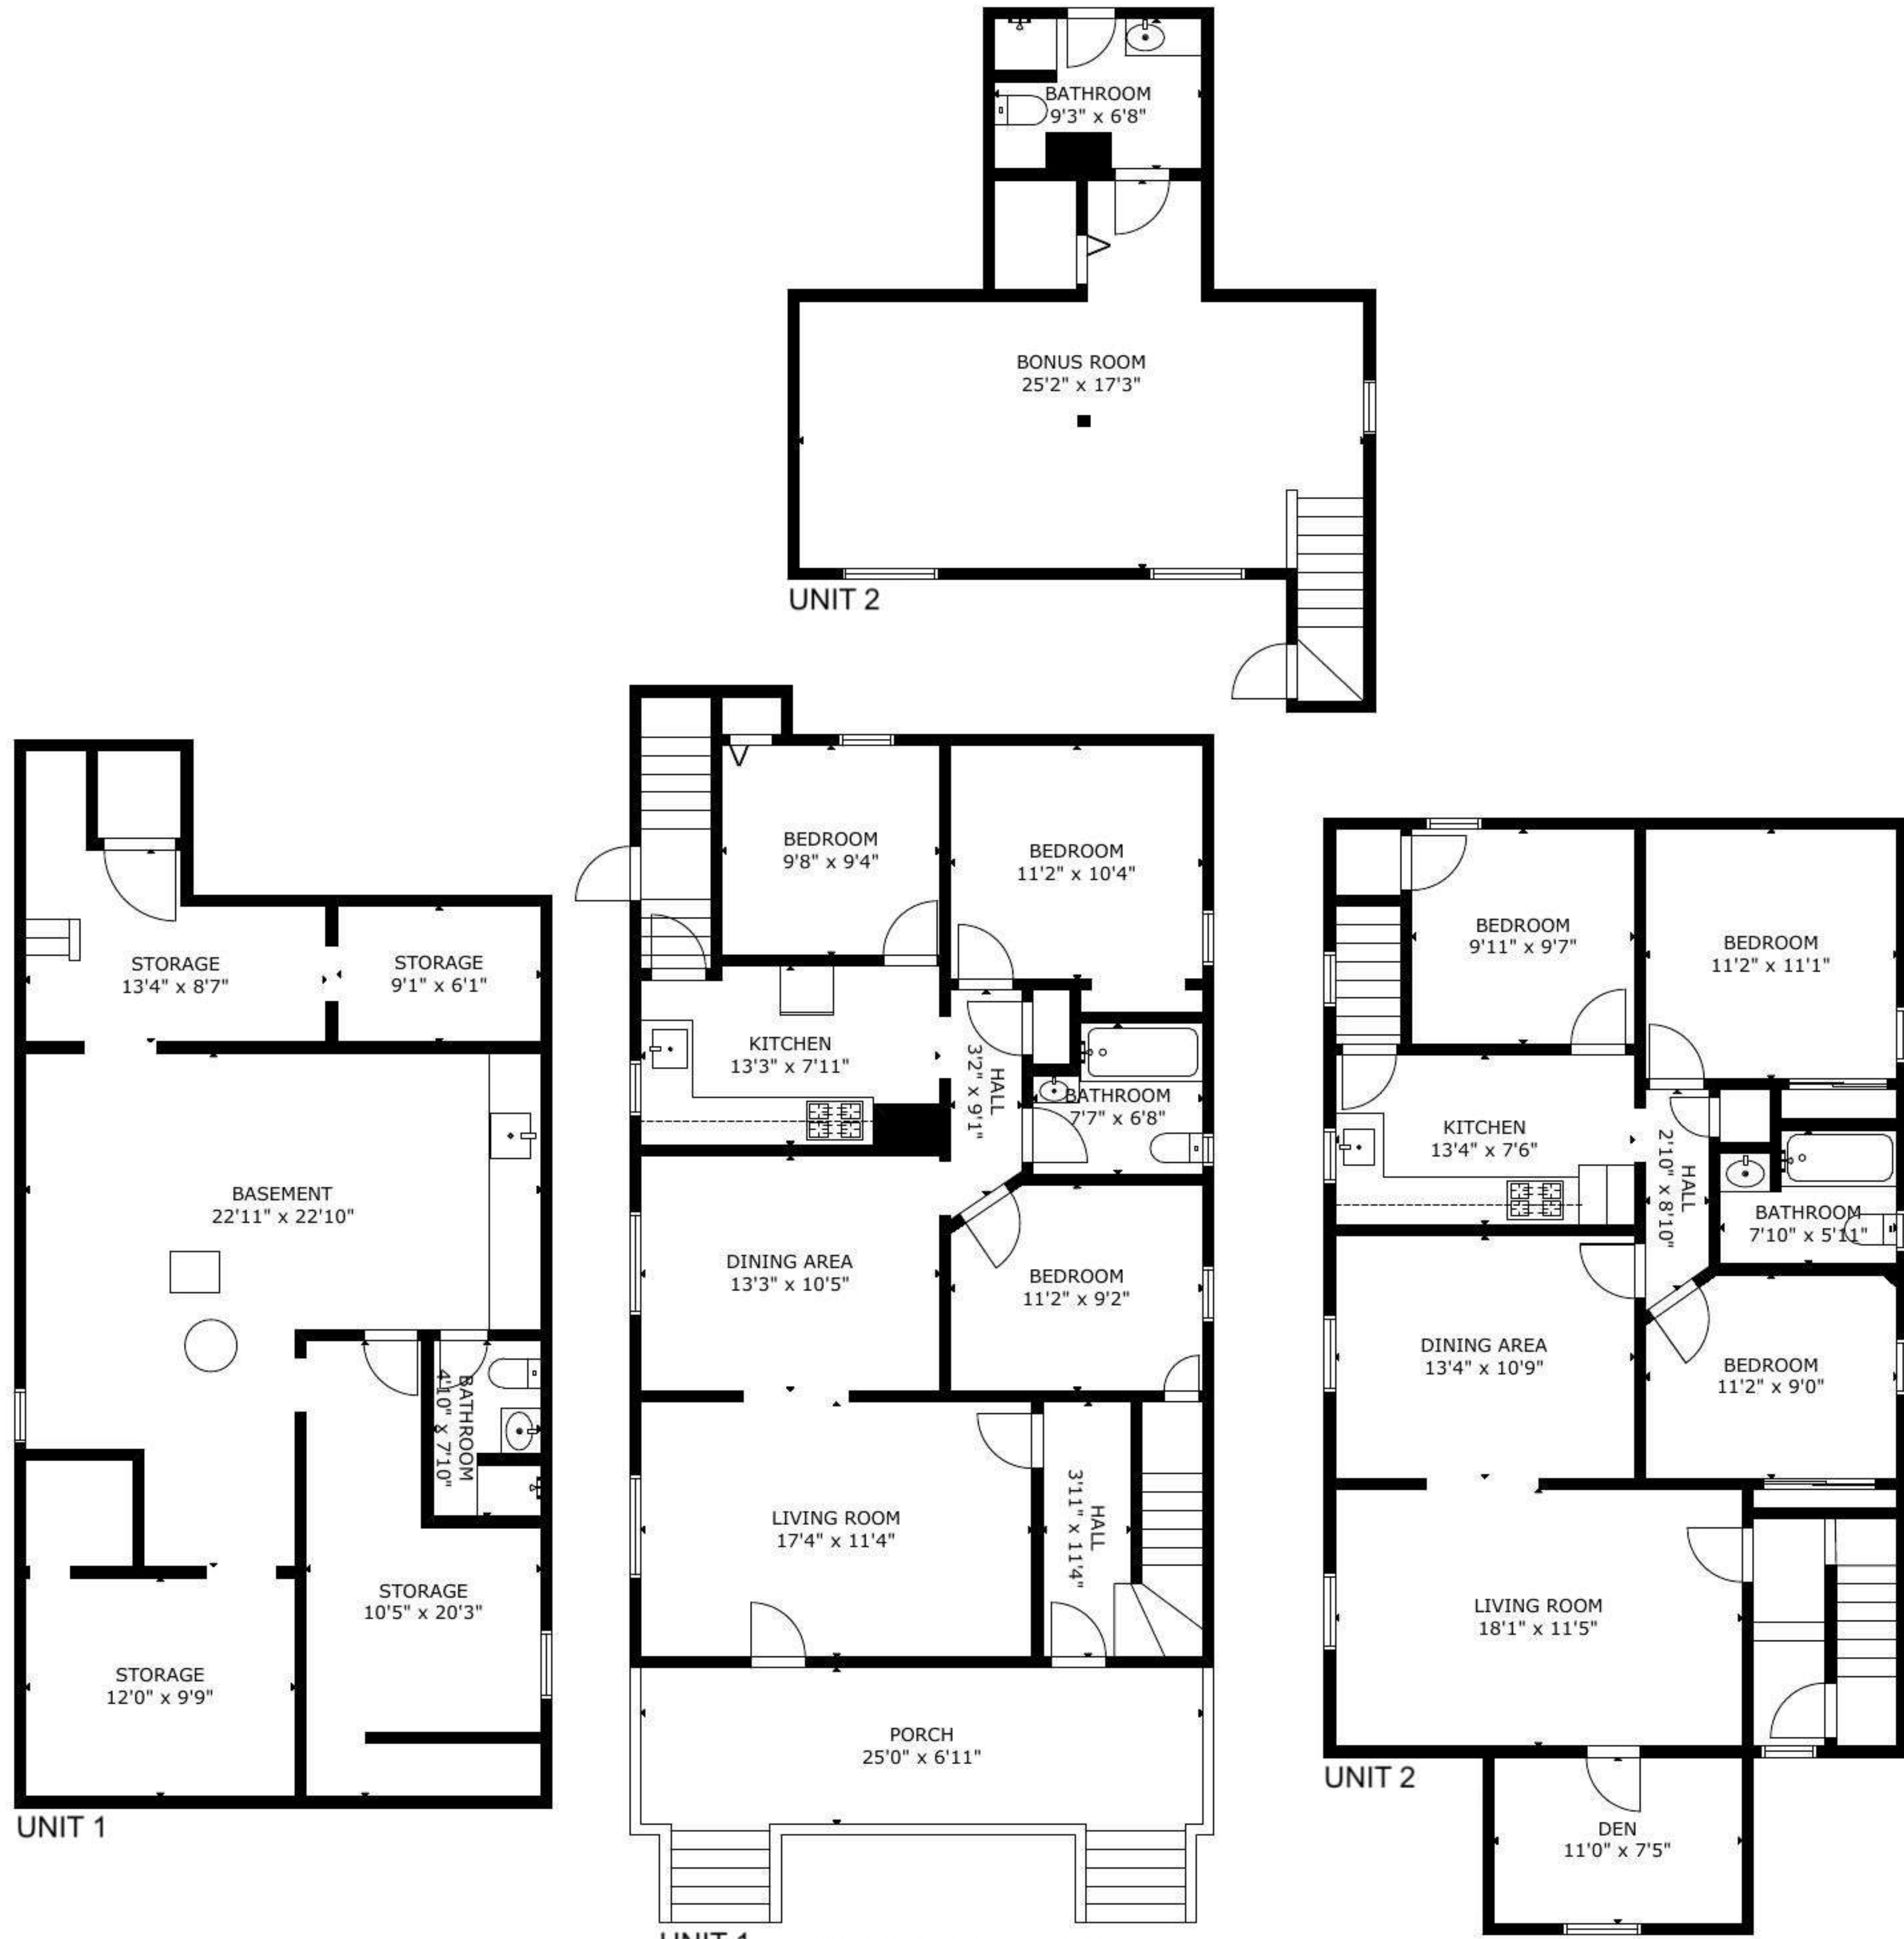 BATHROOM
9'3" x 6'8"
BONUS ROOM
25'2" x 17'3"
UNIT 2
STORAGE
13'4" x 8'7"
STORAGE
9'1" x 6'1"
BASEMENT
22'11" x 22'10"
BATHROOM
4'10" x 7'10"
STORAGE
10'5" x 20'3"
STORAGE
12'0" x 9'9"
UNIT 1
BEDROOM
9'8" x 9'4"
BEDROOM
11'2" x 10'4"
KITCHEN
13'3" x 7'11"
HALL
3'2" x 9'1"
BATHROOM
7'7" x 6'8"
DINING AREA
13'3" x 10'5"
BEDROOM
11'2" x 9'2"
LIVING ROOM
17'4" x 11'4"
HALL
3'11" x 11'4"
PORCH
25'0" x 6'11"
UNIT 1
BEDROOM
9'11" x 9'7"
BEDROOM
11'2" x 11'1"
KITCHEN
13'4" x 7'6"
HALL
2'10" x 8'10"
BATHROOM
7'10" x 5'11"
DINING AREA
13'4" x 10'9"
BEDROOM
11'2" x 9'0"
LIVING ROOM
18'1" x 11'5"
UNIT 2
DEN
11'0" x 7'5"